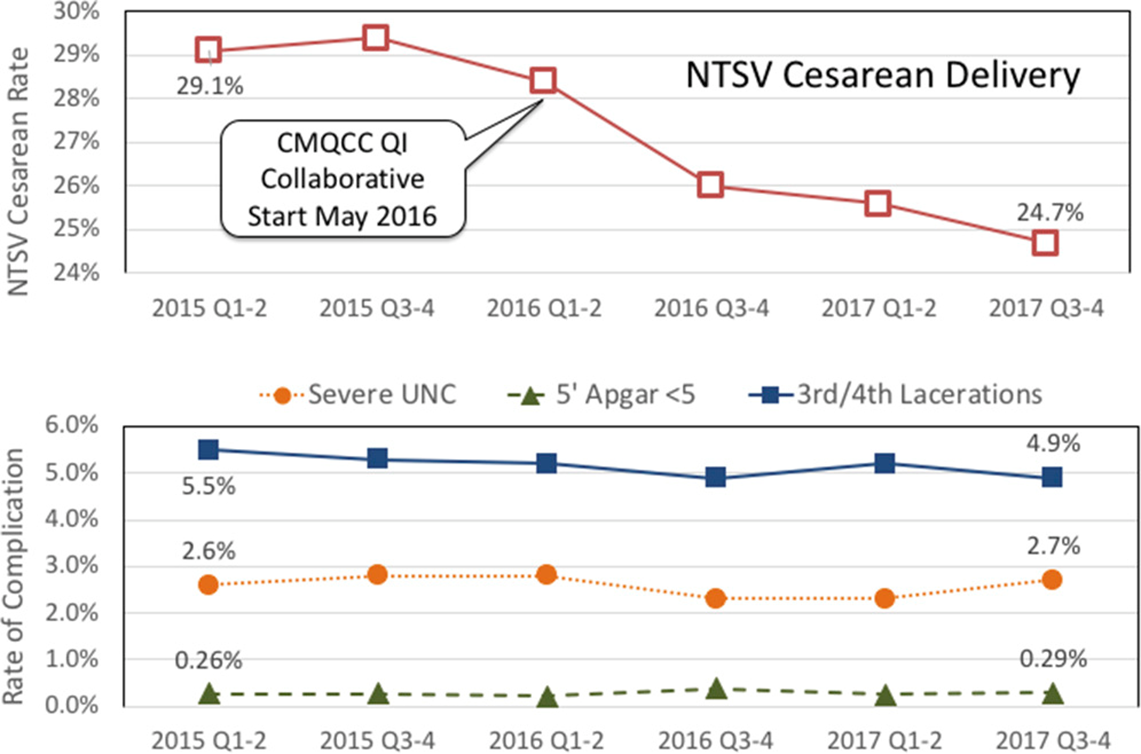 30%
29%
28%
27%
26%
25%
24%
NTSV Cesarean Rate
NTSV Cesarean Delivery
29.1%
CMQCC QI
Collaborative
Start May 2016
24.7%
2015 Q1-2 2015 Q3-4 2016 Q1-2 2016 Q3-4 2017 Q1-2 2017 Q3-4
Severe UNC 5' Apgar <5 3rd/4th Lacerations
6.0%
5.0%
4.0%
3.0%
2.0%
1.0%
0.0%
Rate of Complication
5.5%
4.9%
2.6%
2.7%
0.26%
0.29%
2015 Q1-2 2015 Q3-4 2016 Q1-2 2016 Q3-4 2017 Q1-2 2017 Q3-4